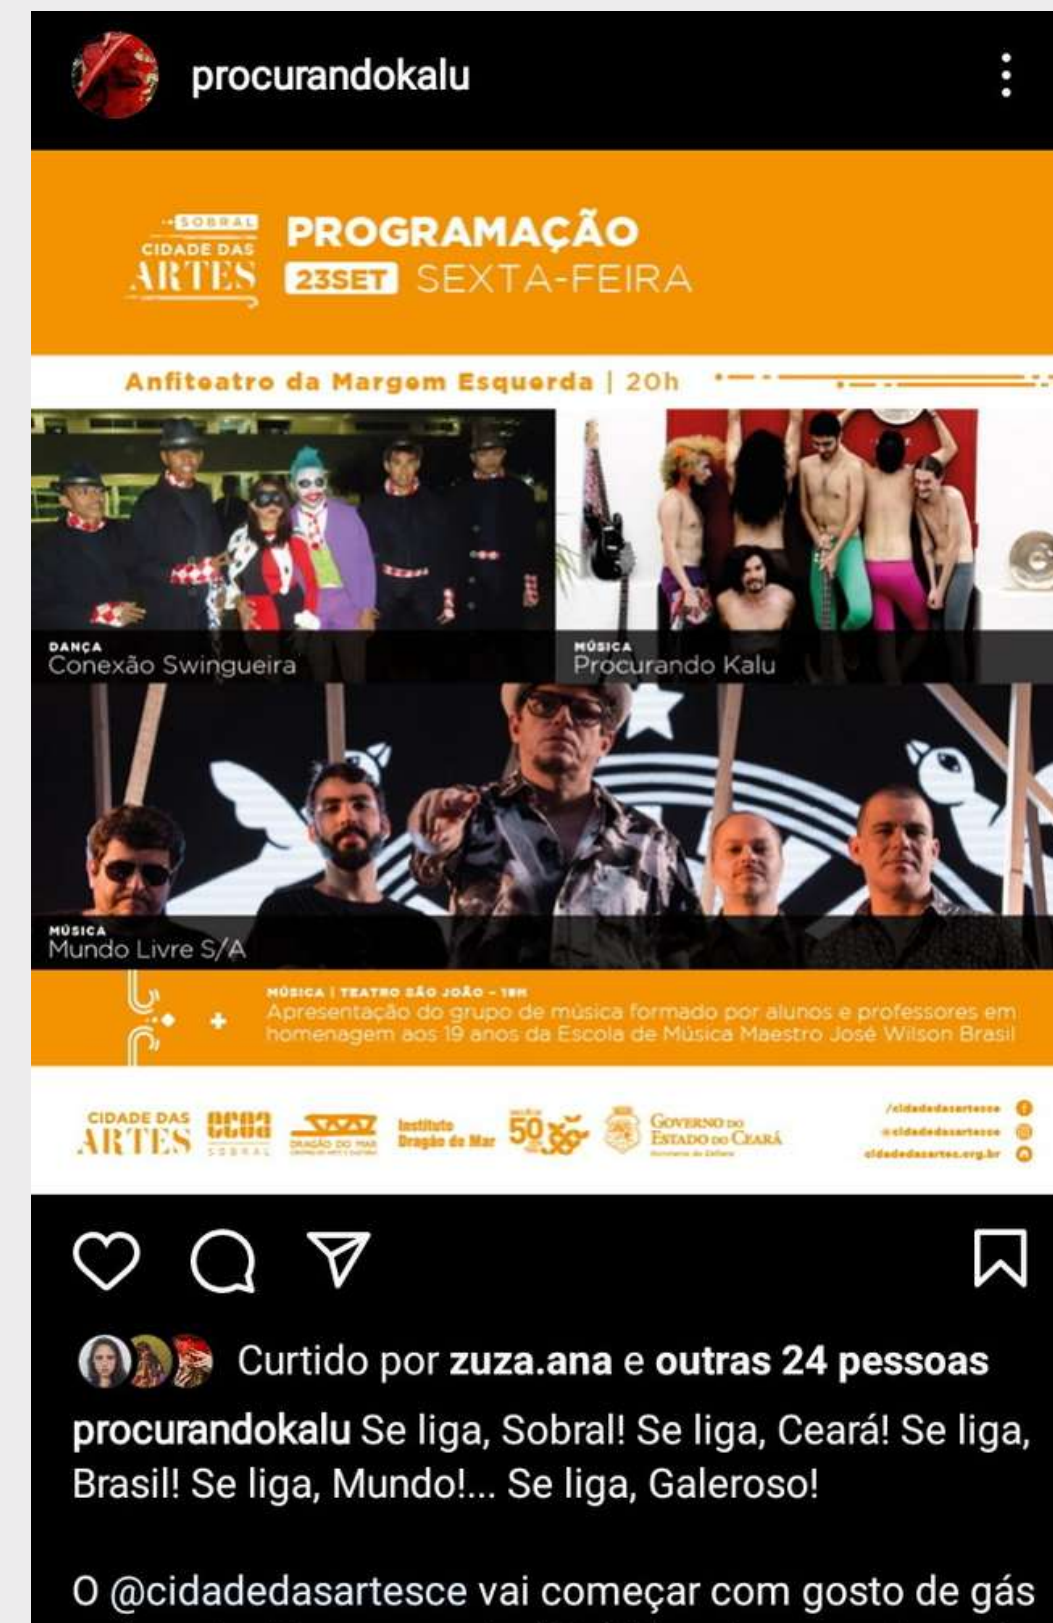 procurandokalu
SOBRAL
CIDADE DAS
ARTES
PROGRAMAÇÃO
23SET SEXTA-FEIRA
Anfiteatro da Margem Esquerda | 20h
DANÇA
Conexão Swingueira
MÚSICA
Procurando Kalu
MÚSICA
Mundo Livre S/A
+
MÚSICA | TEATRO SÃO JOÃO - 19H
Apresentação do grupo de música formado por alunos e professores em
homenagem aos 19 anos da Escola de Música Maestro José Wilson Brasil
CIDADE DAS
ARTES
ECOA
SOBRAL
DRAGÃO DO MAR
Instituto
Dragão do Mar
50
GOVERNO DO
ESTADO DO CEARÁ
Secretaria da Cultura
/cidadedasartesce
@cidadedasartesce
cidadedasartes.org.br
Curtido por zuza.ana e outras 24 pessoas
procurandokalu Se liga, Sobral! Se liga, Ceará! Se liga,
Brasil! Se liga, Mundo!... Se liga, Galeroso!
O @cidadedasartesce vai começar com gosto de gás